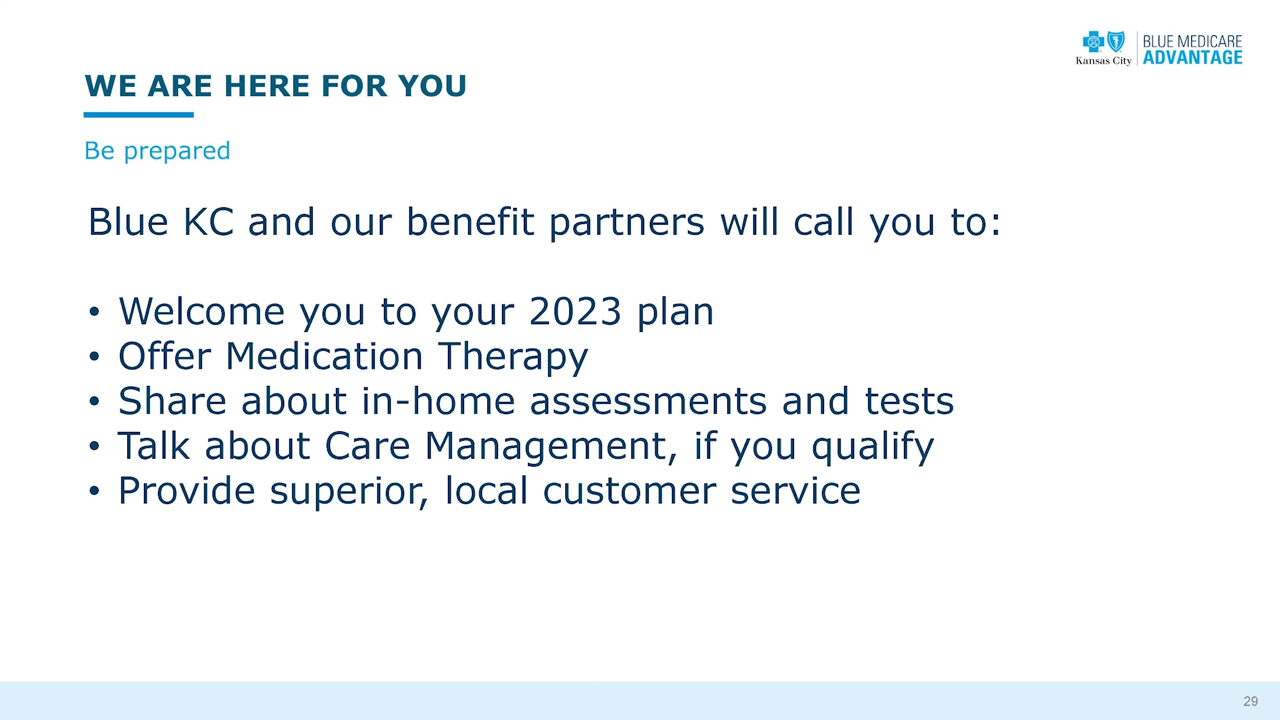 Kansas City
BLUE MEDICARE
ADVANTAGE
WE ARE HERE FOR YOU
Be prepared
Blue KC and our benefit partners will call you to:
• Welcome you to your 2023 plan
• Offer Medication Therapy
• Share about in-home assessments and tests
• Talk about Care Management, if you qualify
• Provide superior, local customer service
29